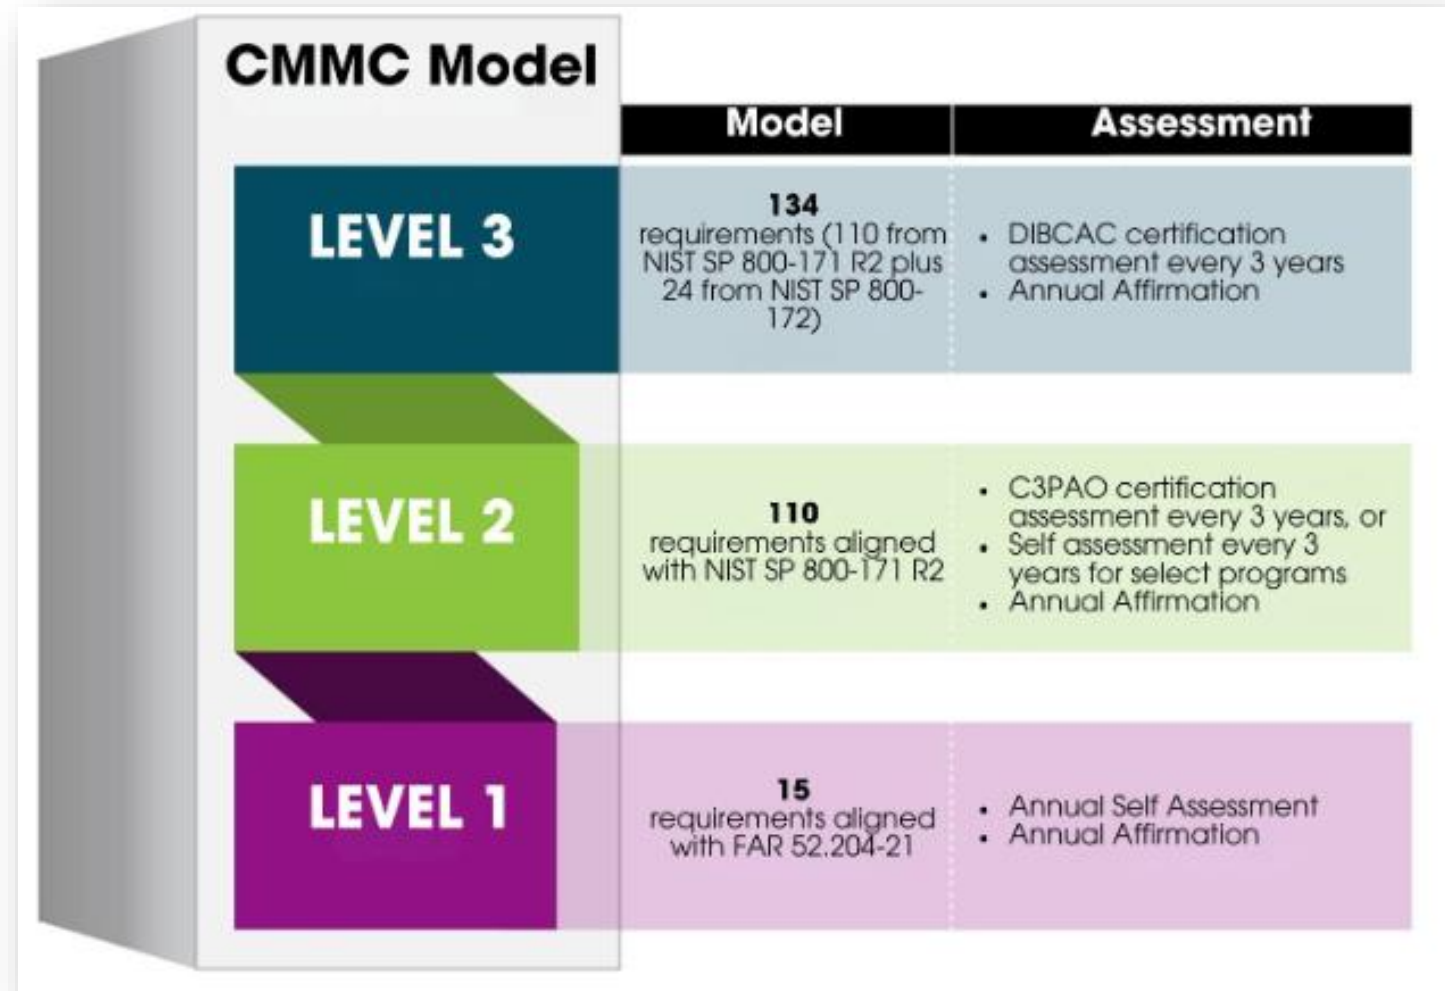 CMMC Model
Model
Assessment
LEVEL 3
134
requirements (110 from
NIST SP 800-171 R2 plus
24 from NIST SP 800-
172)
• DIBCAC certification
assessment every 3 years
• Annual Affirmation
LEVEL 2
110
requirements aligned
with NIST SP 800-171 R2
• C3PAO certification
assessment every 3 years, or
• Self assessment every 3
years for select programs
• Annual Affirmation
LEVEL 1
15
requirements aligned
with FAR 52.204-21
• Annual Self Assessment
• Annual Affirmation